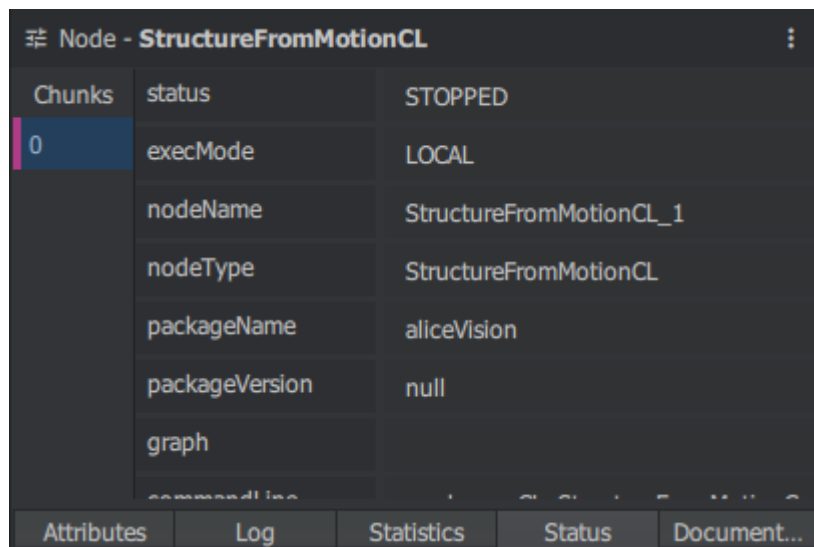 Node - StructureFromMotionCL
Chunks
0
status STOPPED
execMode LOCAL
nodeName StructureFromMotionCL_1
nodeType StructureFromMotionCL
packageName aliceVision
packageVersion null
graph
commandLine
Attributes Log Statistics Status Document...